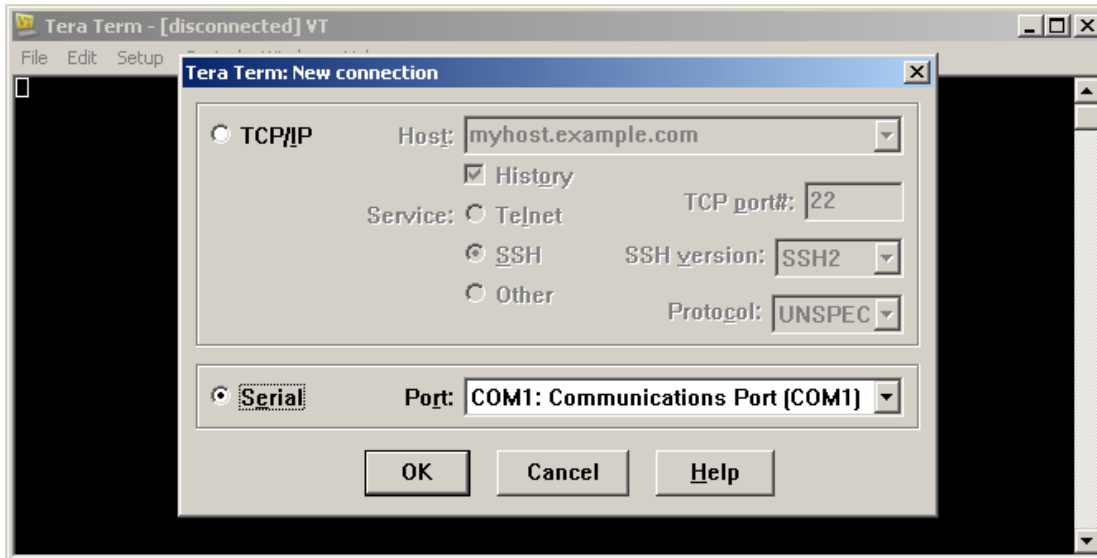 Tera Term - [disconnected] VT
File Edit Setup
Tera Term: New connection
TCP/IP Host: myhost.example.com
History
Service: Telnet TCP port#: 22
SSH SSH version: SSH2
Other Protocol: UNSPEC
Serial Port: COM1: Communications Port (COM1)
OK Cancel Help